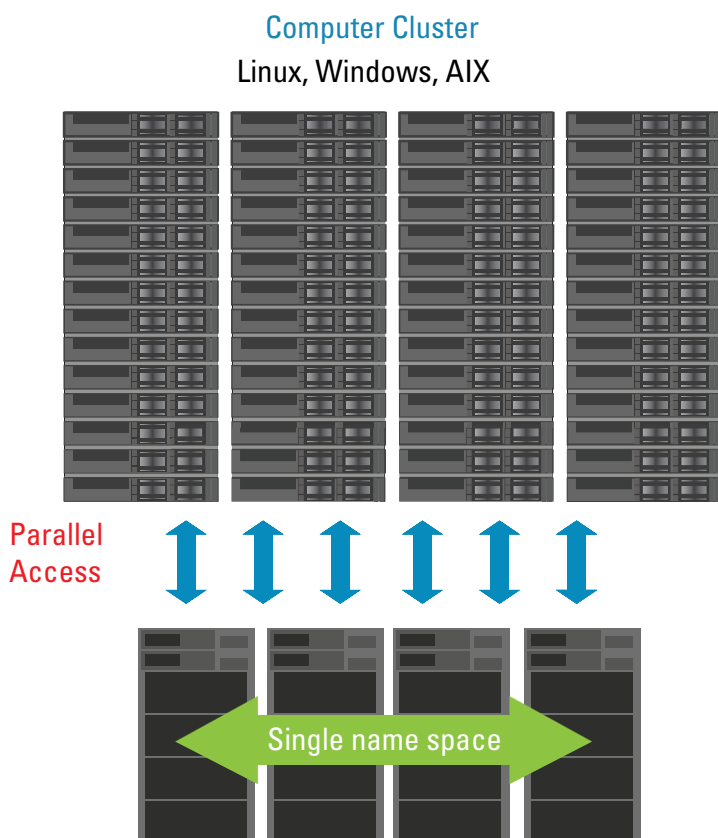 Computer Cluster
Linux, Windows, AIX
Parallel
Access
Single name space